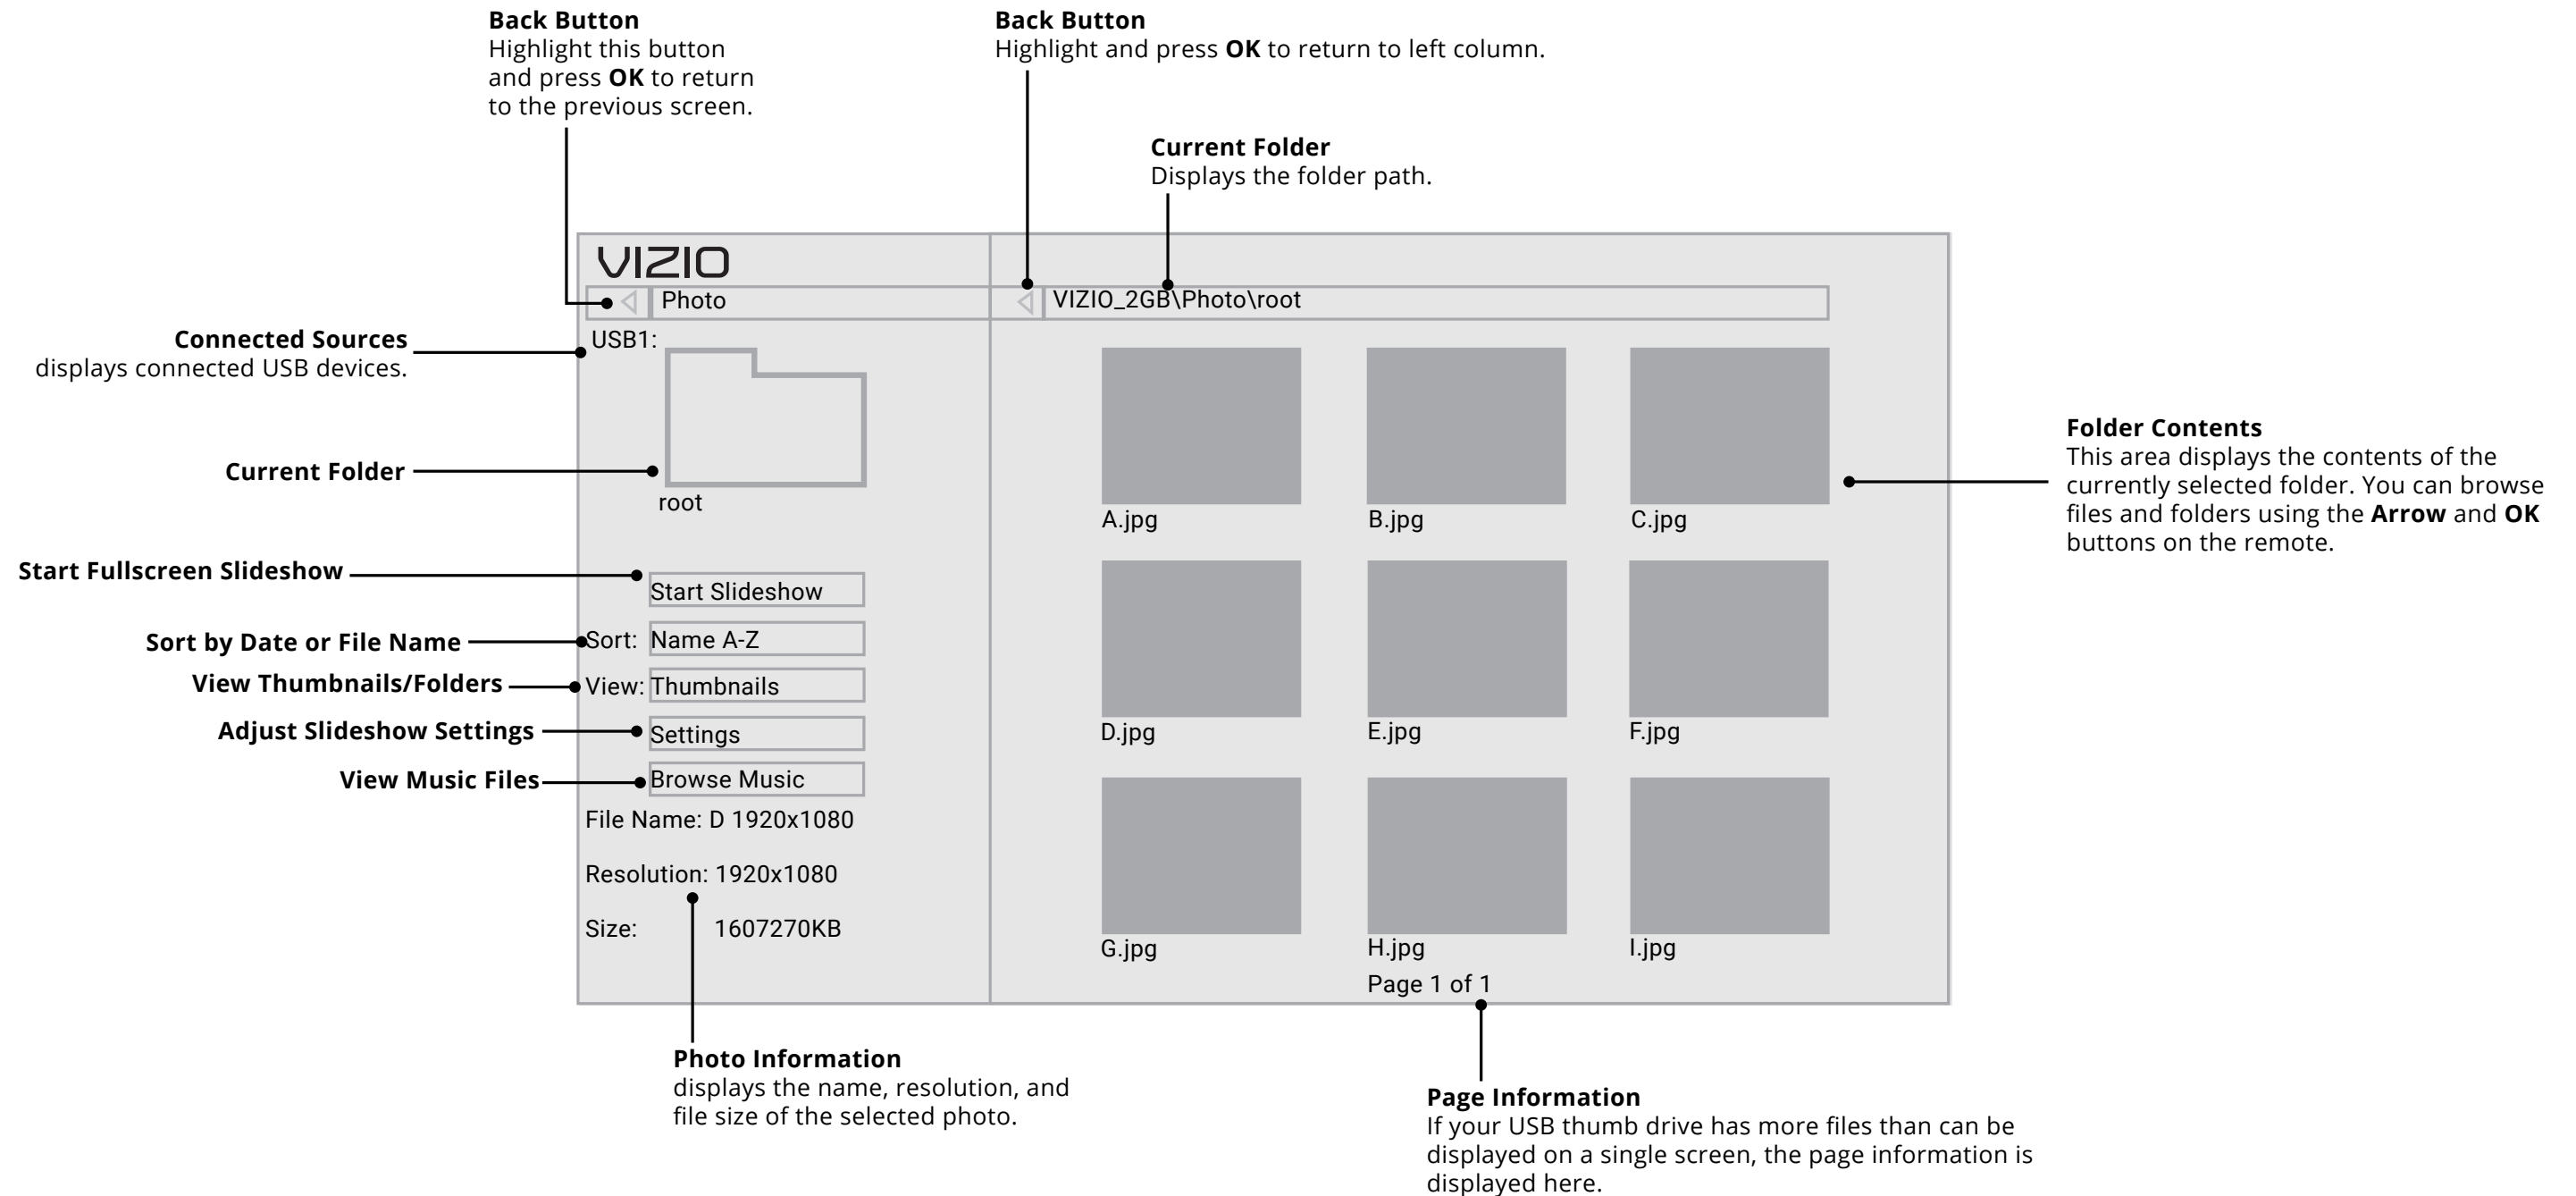 Back Button
Highlight this button
and press OK to return
to the previous screen.
Back Button
Highlight and press OK to return to left column.
Current Folder
Displays the folder path.
VIZIO
Photo
VIZIO_2GB\Photo\root
Connected Sources
displays connected USB devices.
USB1:
Current Folder
root
Start Fullscreen Slideshow
Start Slideshow
Sort by Date or File Name
Sort: Name A-Z
View Thumbnails/Folders
View: Thumbnails
Adjust Slideshow Settings
Settings
View Music Files
Browse Music
File Name: D 1920x1080
Resolution: 1920x1080
Size: 1607270KB
A.jpg
B.jpg
C.jpg
D.jpg
E.jpg
F.jpg
G.jpg
H.jpg
I.jpg
Page 1 of 1
Folder Contents
This area displays the contents of the
currently selected folder. You can browse
files and folders using the Arrow and OK
buttons on the remote.
Photo Information
displays the name, resolution, and
file size of the selected photo.
Page Information
If your USB thumb drive has more files than can be
displayed on a single screen, the page information is
displayed here.